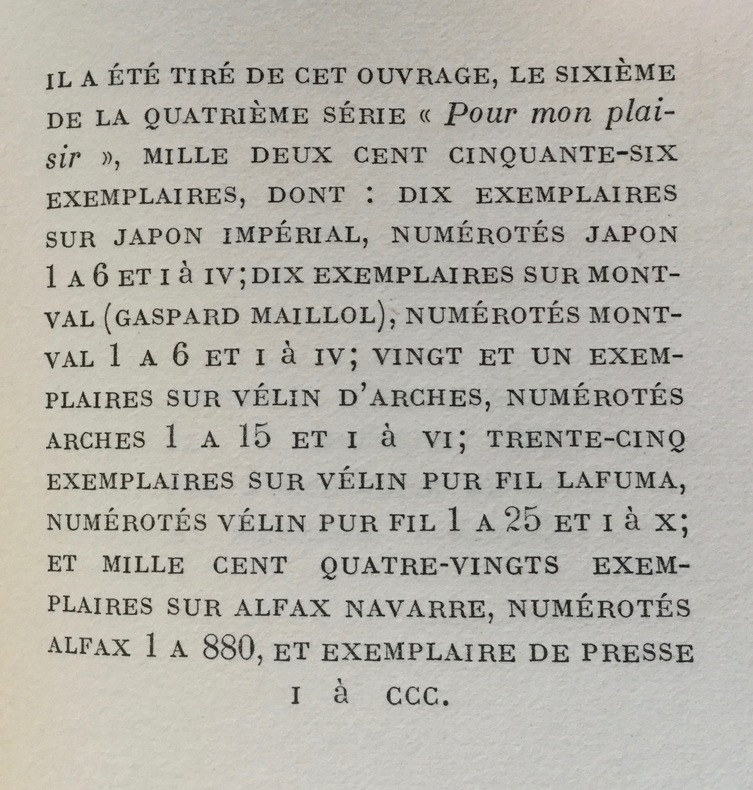 IL A ÉTÉ TIRÉ DE CET OUVRAGE, LE SIXIÈME
DE LA QUATRIÈME SÉRIE « Pour mon plai-
sir », MILLE DEUX CENT CINQUANTE-SIX
EXEMPLAIRES, DONT : DIX EXEMPLAIRES
SUR JAPON IMPÉRIAL, NUMÉROTÉS JAPON
1 A 6 ET I à IV; DIX EXEMPLAIRES SUR MONT-
VAL (GASPARD MAILLOL), NUMÉROTÉS MONT-
VAL 1 A 6 ET I à IV; VINGT ET UN EXEM-
PLAIRES SUR VÉLIN D'ARCHES, NUMÉROTÉS
ARCHES 1 A 15 ET I à VI; TRENTE-CINQ
EXEMPLAIRES SUR VÉLIN PUR FIL LAFUMA,
NUMÉROTÉS VÉLIN PUR FIL 1 A 25 ET I à X;
ET MILLE CENT QUATRE-VINGTS EXEM-
PLAIRES SUR ALFAX NAVARRE, NUMÉROTÉS
ALFAX 1 A 880, ET EXEMPLAIRE DE PRESSE
I à CCC.